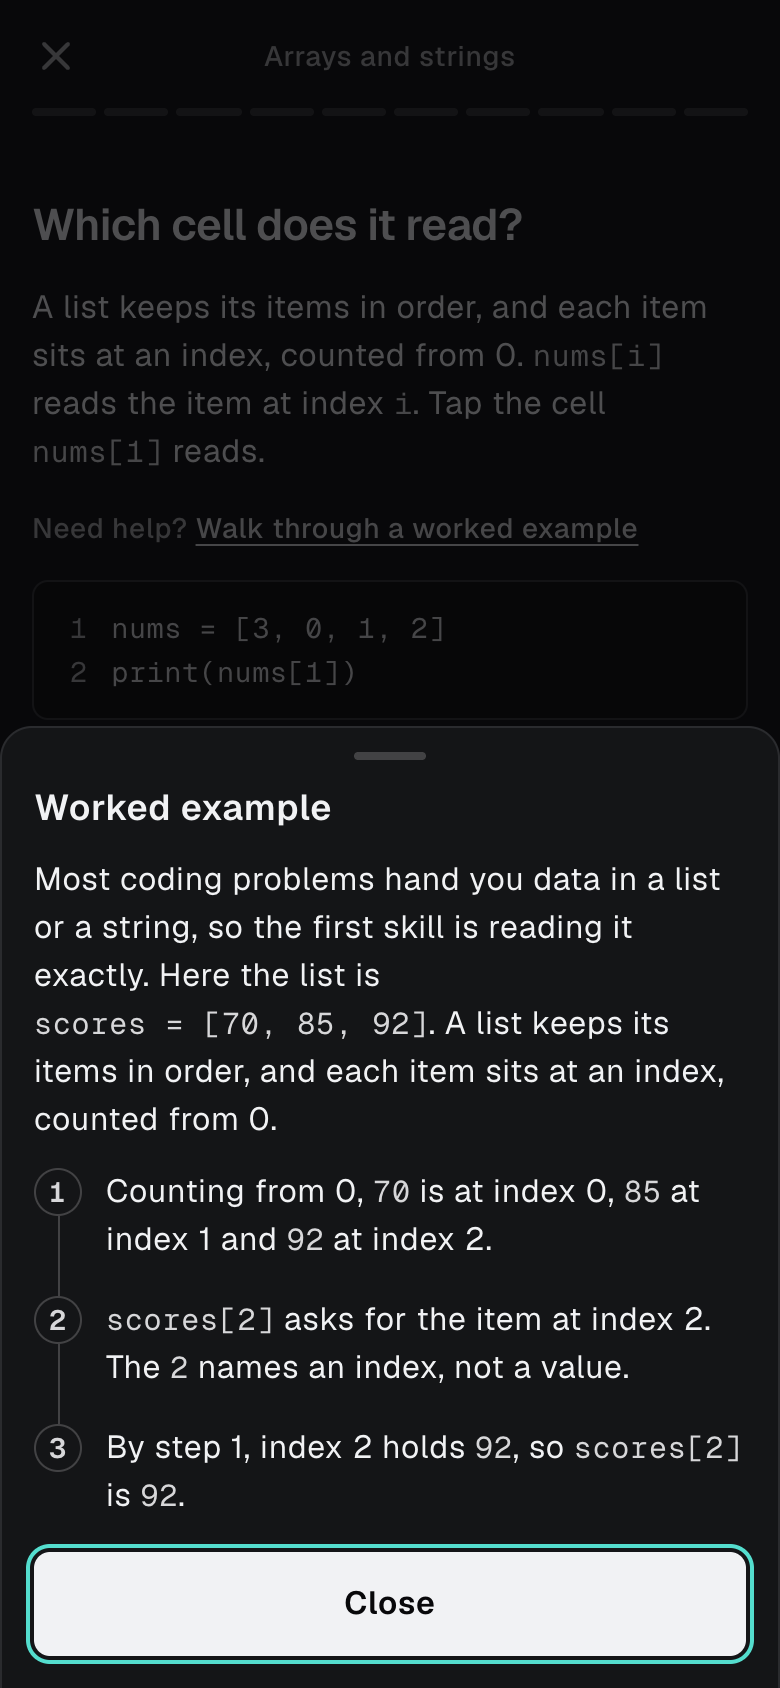 Arrays and strings
Which cell does it read?
A list keeps its items in order, and each item
sits at an index, counted from 0. nums[i]
reads the item at index i. Tap the cell
nums[1] reads.
Need help? Walk through a worked example
1 nums = [3, 0, 1, 2]
2 print(nums[1])
Worked example
Most coding problems hand you data in a list
or a string, so the first skill is reading it
exactly. Here the list is
scores = [70, 85, 92]. A list keeps its
items in order, and each item sits at an index,
counted from 0.
1 Counting from 0, 70 is at index 0, 85 at
index 1 and 92 at index 2.
2 scores[2] asks for the item at index 2.
The 2 names an index, not a value.
3 By step 1, index 2 holds 92, so scores[2]
is 92.
Close